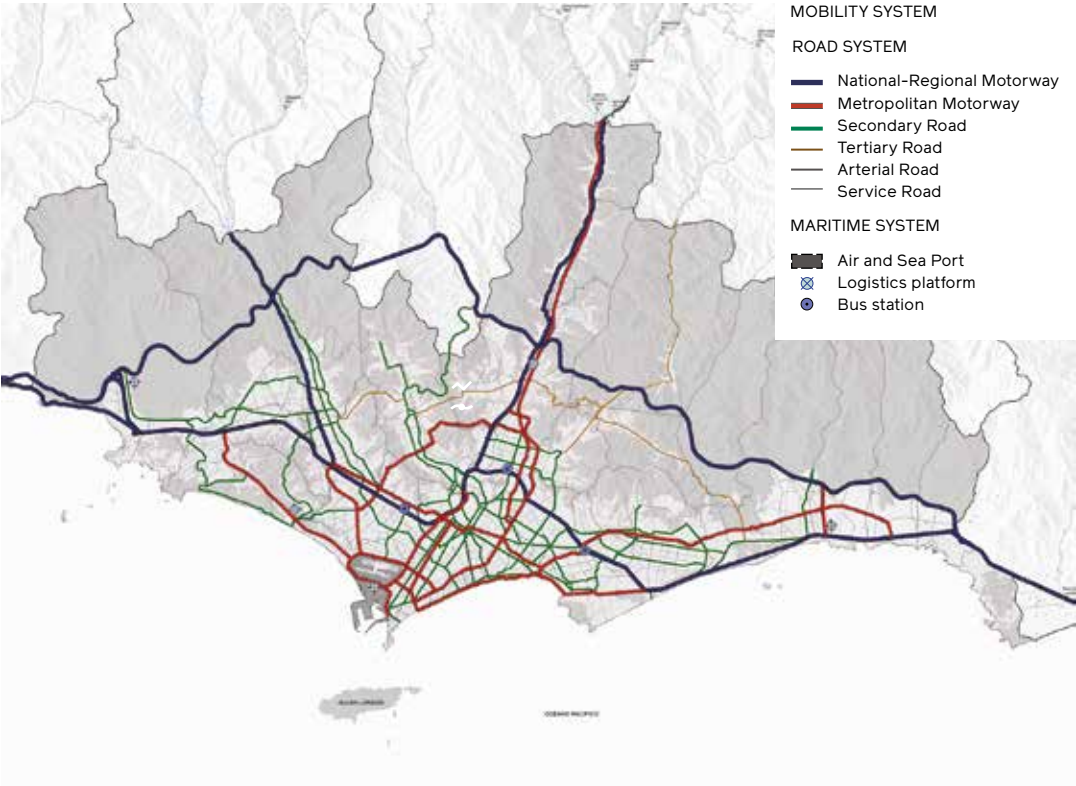 MOBILITY SYSTEM
ROAD SYSTEM
National-Regional Motorway
Metropolitan Motorway
Secondary Road
Tertiary Road
Arterial Road
Service Road
MARITIME SYSTEM
Air and Sea Port
Logistics platform
Bus station
OCEANO PACIFICO